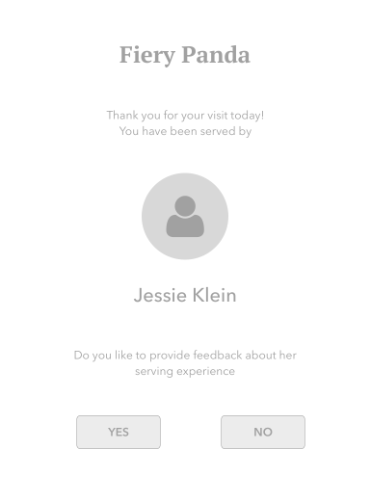 Fiery Panda
Thank you for your visit today!
You have been served by
Jessie Klein
Do you like to provide feedback about her
serving experience
YES
NO